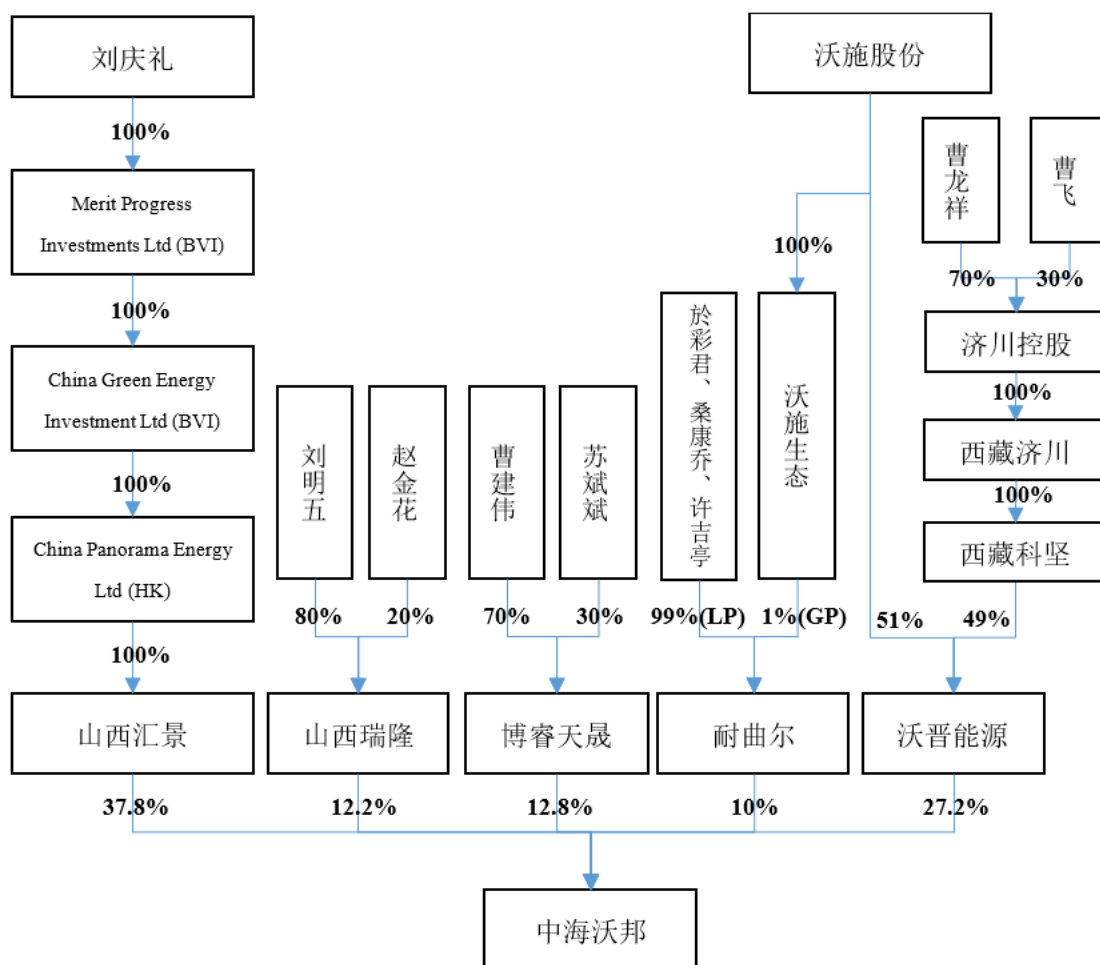 刘庆礼
沃施股份
100%
曹龙祥
曹飞
Merit Progress
Investments Ltd (BVI)
100%
70%
30%
100%
於彩君、桑康乔、许吉亭
沃施生态
济川控股
China Green Energy
Investment Ltd (BVI)
100%
刘明五
赵金花
曹建伟
苏斌斌
西藏济川
100%
100%
China Panorama Energy
Ltd (HK)
西藏科坚
80%
20%
70%
30%
99%(LP)
1%(GP)
51%
49%
100%
山西汇景
山西瑞隆
博睿天晟
耐曲尔
沃晋能源
37.8%
12.2%
12.8%
10%
27.2%
中海沃邦